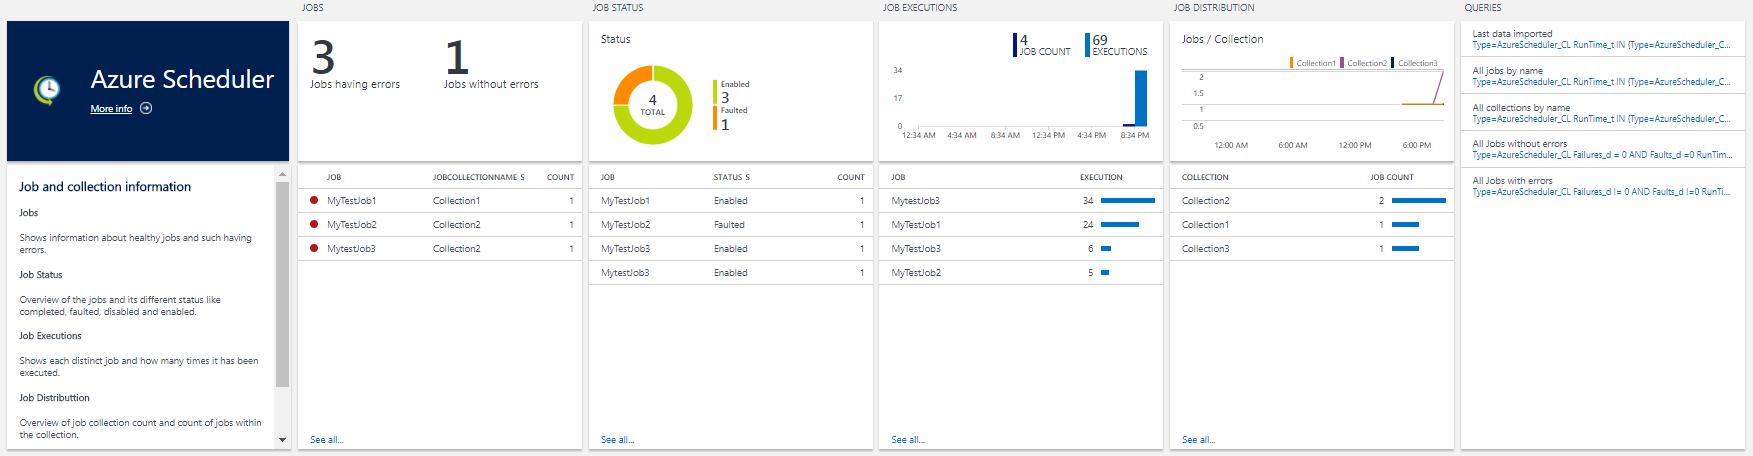 Azure Scheduler
More info
Job and collection information
Jobs
Shows information about healthy jobs and such having
errors.
Job Status
Overview of the jobs and its different status like
completed, faulted, disabled and enabled.
Job Executions
Shows each distinct job and how many times it has been
executed.
Job Distributtion
Overview of job collection count and count of jobs within
the collection.
JOBS
3
Jobs having errors
1
Jobs without errors
JOB JOBCOLLECTIONNAME S COUNT
MyTestJob1 Collection1 1
MyTestJob2 Collection2 1
MytestJob3 Collection2 1
See all...
JOB STATUS
Status
4
TOTAL
Enabled
3
Faulted
1
JOB STATUS S COUNT
MyTestJob1 Enabled 1
MyTestJob2 Faulted 1
MyTestJob3 Enabled 1
MytestJob3 Enabled 1
See all...
JOB EXECUTIONS
4
JOB COUNT
69
EXECUTIONS
34
17
0
12:34 AM 4:34 AM 8:34 AM 12:34 PM 4:34 PM 8:34 PM
JOB EXECUTION
MytestJob3 34
MyTestJob1 24
MyTestJob3 6
MyTestJob2 5
See all...
JOB DISTRIBUTION
Jobs / Collection
Collection1 Collection2 Collection3
2
1.5
1
0.5
12:00 AM 6:00 AM 12:00 PM 6:00 PM
COLLECTION JOB COUNT
Collection2 2
Collection1 1
Collection3 1
See all...
QUERIES
Last data imported
Type=AzureScheduler_CL RunTime_t IN {Type=AzureScheduler_C...
All jobs by name
Type=AzureScheduler_CL RunTime_t IN {Type=AzureScheduler_C...
All collections by name
Type=AzureScheduler_CL RunTime_t IN {Type=AzureScheduler_C...
All Jobs without errors
Type=AzureScheduler_CL Failures_d = 0 AND Faults_d =0 RunTim...
All Jobs with errors
Type=AzureScheduler_CL Failures_d != 0 AND Faults_d !=0 RunTi...